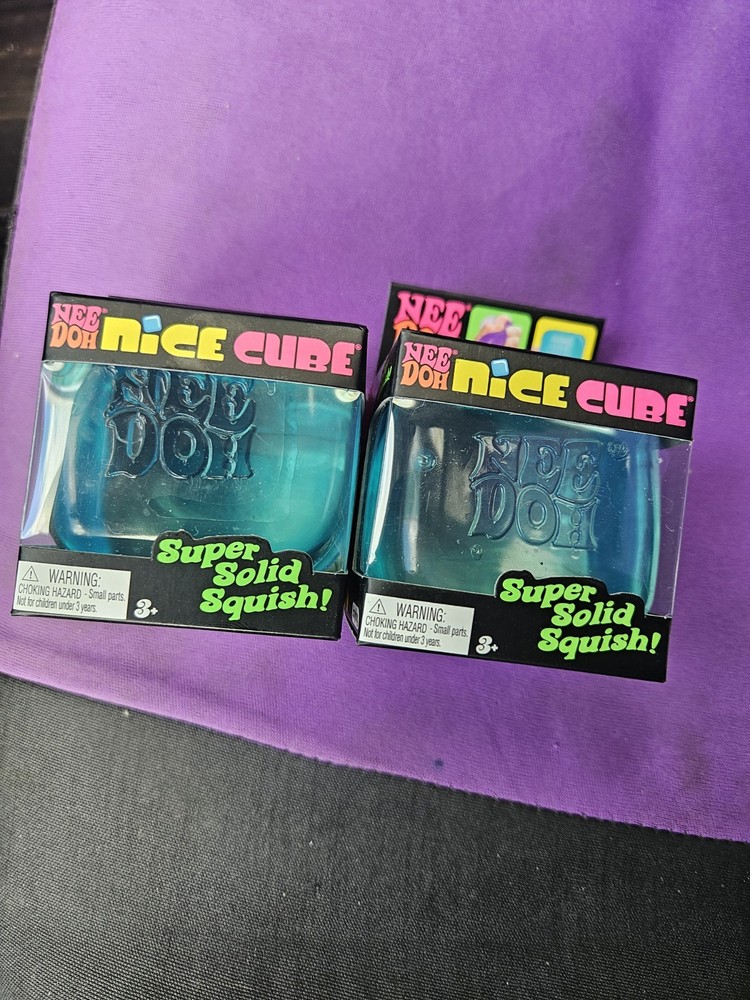 NEE
DOH
NiCE CUBE®
NEE
DOH
Super
Solid
Squish!
WARNING:
CHOKING HAZARD - Small parts.
Not for children under 3 years.
3+
NEE
NEE
DOH
NiCE CUBE®
NEE
DOH
Super
Solid
Squish!
WARNING:
CHOKING HAZARD - Small parts.
Not for children under 3 years.
3+